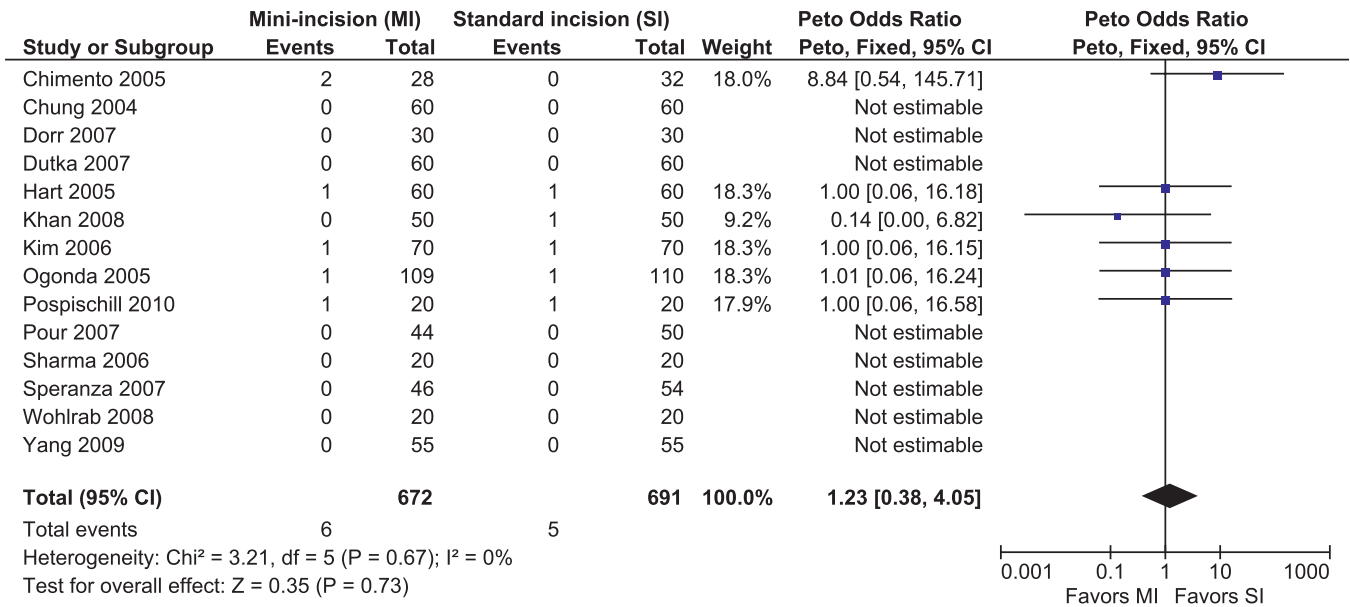 Mini-incision (MI) Standard incision (SI) Peto Odds Ratio Peto Odds Ratio
Study or Subgroup Events Total Events Total Weight Peto, Fixed, 95% CI Peto, Fixed, 95% CI
Chimento 2005 2 28 0 32 18.0% 8.84 [0.54, 145.71]
Chung 2004 0 60 0 60 Not estimable
Dorr 2007 0 30 0 30 Not estimable
Dutka 2007 0 60 0 60 Not estimable
Hart 2005 1 60 1 60 18.3% 1.00 [0.06, 16.18]
Khan 2008 0 50 1 50 9.2% 0.14 [0.00, 6.82]
Kim 2006 1 70 1 70 18.3% 1.00 [0.06, 16.15]
Ogonda 2005 1 109 1 110 18.3% 1.01 [0.06, 16.24]
Pospischill 2010 1 20 1 20 17.9% 1.00 [0.06, 16.58]
Pour 2007 0 44 0 50 Not estimable
Sharma 2006 0 20 0 20 Not estimable
Speranza 2007 0 46 0 54 Not estimable
Wohlrab 2008 0 20 0 20 Not estimable
Yang 2009 0 55 0 55 Not estimable
Total (95% CI) 672 691 100.0% 1.23 [0.38, 4.05]
Total events 6 5
Heterogeneity: Chi² = 3.21, df = 5 (P = 0.67); I² = 0%
Test for overall effect: Z = 0.35 (P = 0.73)
0.001 0.1 1 10 1000
Favors MI Favors SI